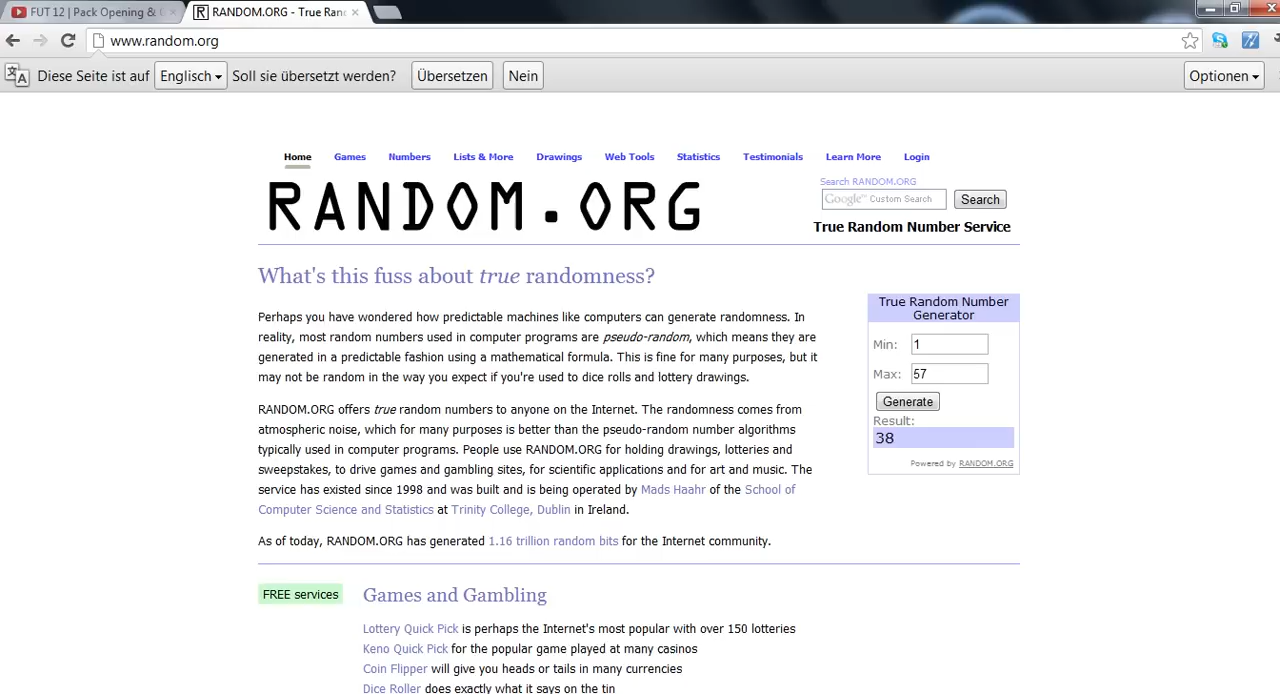 FUT 12 | Pack Opening &
RANDOM.ORG - True Ran
www.random.org
Diese Seite ist auf Englisch Soll sie übersetzt werden? Übersetzen Nein Optionen
Home Games Numbers Lists & More Drawings Web Tools Statistics Testimonials Learn More Login
RANDOM.ORG
Search RANDOM.ORG
Google™ Custom Search Search
True Random Number Service
What's this fuss about true randomness?
Perhaps you have wondered how predictable machines like computers can generate randomness. In
reality, most random numbers used in computer programs are pseudo-random, which means they are
generated in a predictable fashion using a mathematical formula. This is fine for many purposes, but it
may not be random in the way you expect if you're used to dice rolls and lottery drawings.
RANDOM.ORG offers true random numbers to anyone on the Internet. The randomness comes from
atmospheric noise, which for many purposes is better than the pseudo-random number algorithms
typically used in computer programs. People use RANDOM.ORG for holding drawings, lotteries and
sweepstakes, to drive games and gambling sites, for scientific applications and for art and music. The
service has existed since 1998 and was built and is being operated by Mads Haahr of the School of
Computer Science and Statistics at Trinity College, Dublin in Ireland.
As of today, RANDOM.ORG has generated 1.16 trillion random bits for the Internet community.
True Random Number
Generator
Min: 1
Max: 57
Generate
Result:
38
Powered by RANDOM.ORG
FREE services
Games and Gambling
Lottery Quick Pick is perhaps the Internet's most popular with over 150 lotteries
Keno Quick Pick for the popular game played at many casinos
Coin Flipper will give you heads or tails in many currencies
Dice Roller does exactly what it says on the tin